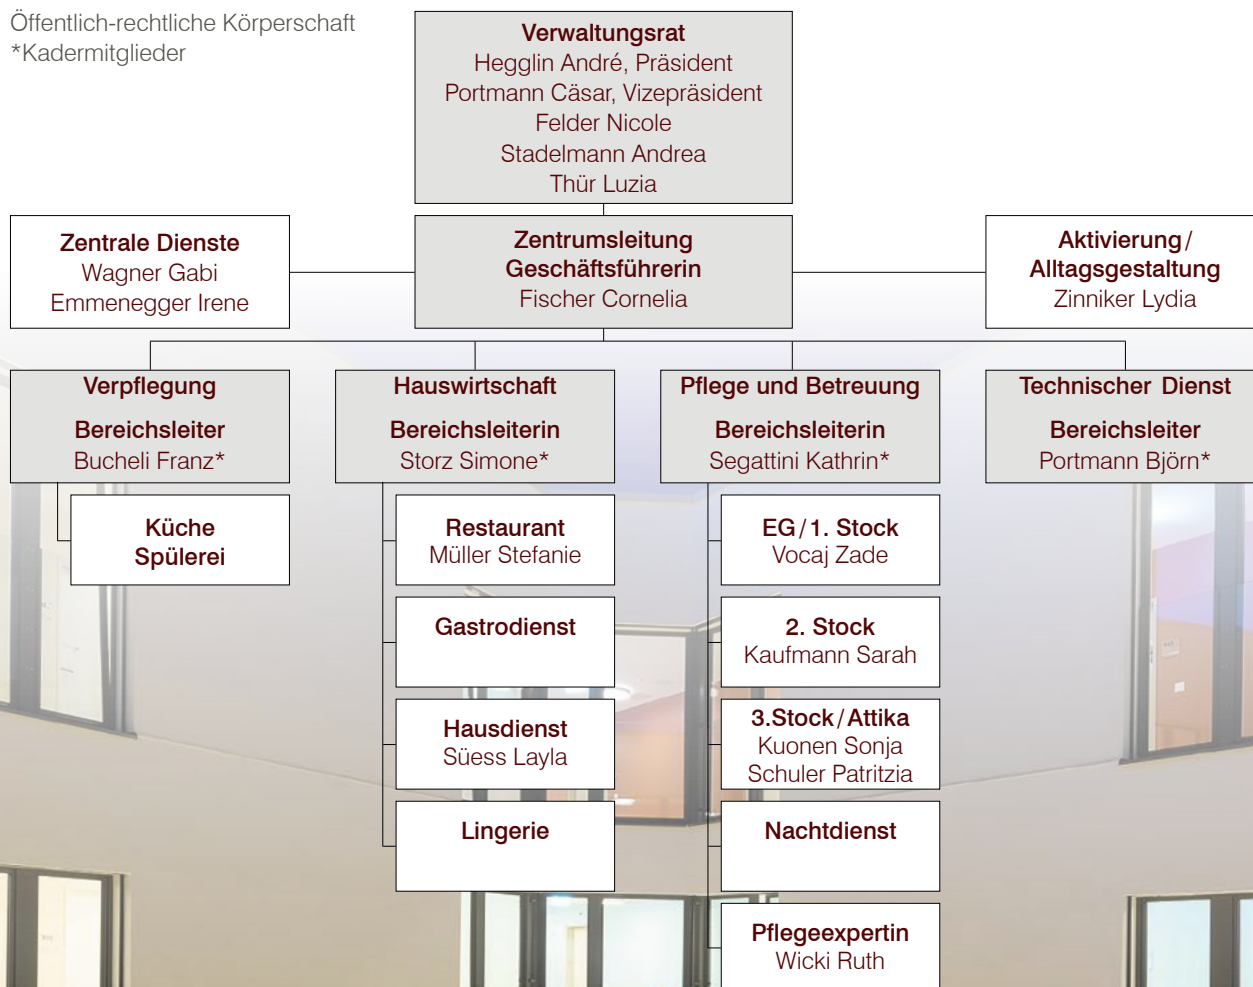 Öffentlich-rechtliche Körperschaft
*Kadermitglieder
Verwaltungsrat
Hegglin André, Präsident
Portmann Cäsar, Vizepräsident
Felder Nicole
Stadelmann Andrea
Thür Luzia
Zentrale Dienste
Wagner Gabi
Emmenegger Irene
Zentrumsleitung
Geschäftsführerin
Fischer Cornelia
Aktivierung/
Alltagsgestaltung
Zinniker Lydia
Verpflegung
Bereichsleiter
Bucheli Franz*
Hauswirtschaft
Bereichsleiterin
Storz Simone*
Pflege und Betreuung
Bereichsleiterin
Segattini Kathrin*
Technischer Dienst
Bereichsleiter
Portmann Björn*
Küche
Spülerei
Restaurant
Müller Stefanie
Gastrodienst
Hausdienst
Süess Layla
Lingerie
EG/1. Stock
Vocaj Zade
2. Stock
Kaufmann Sarah
3.Stock/Attika
Kuonen Sonja
Schuler Patritzia
Nachtdienst
Pflegeexpertin
Wicki Ruth